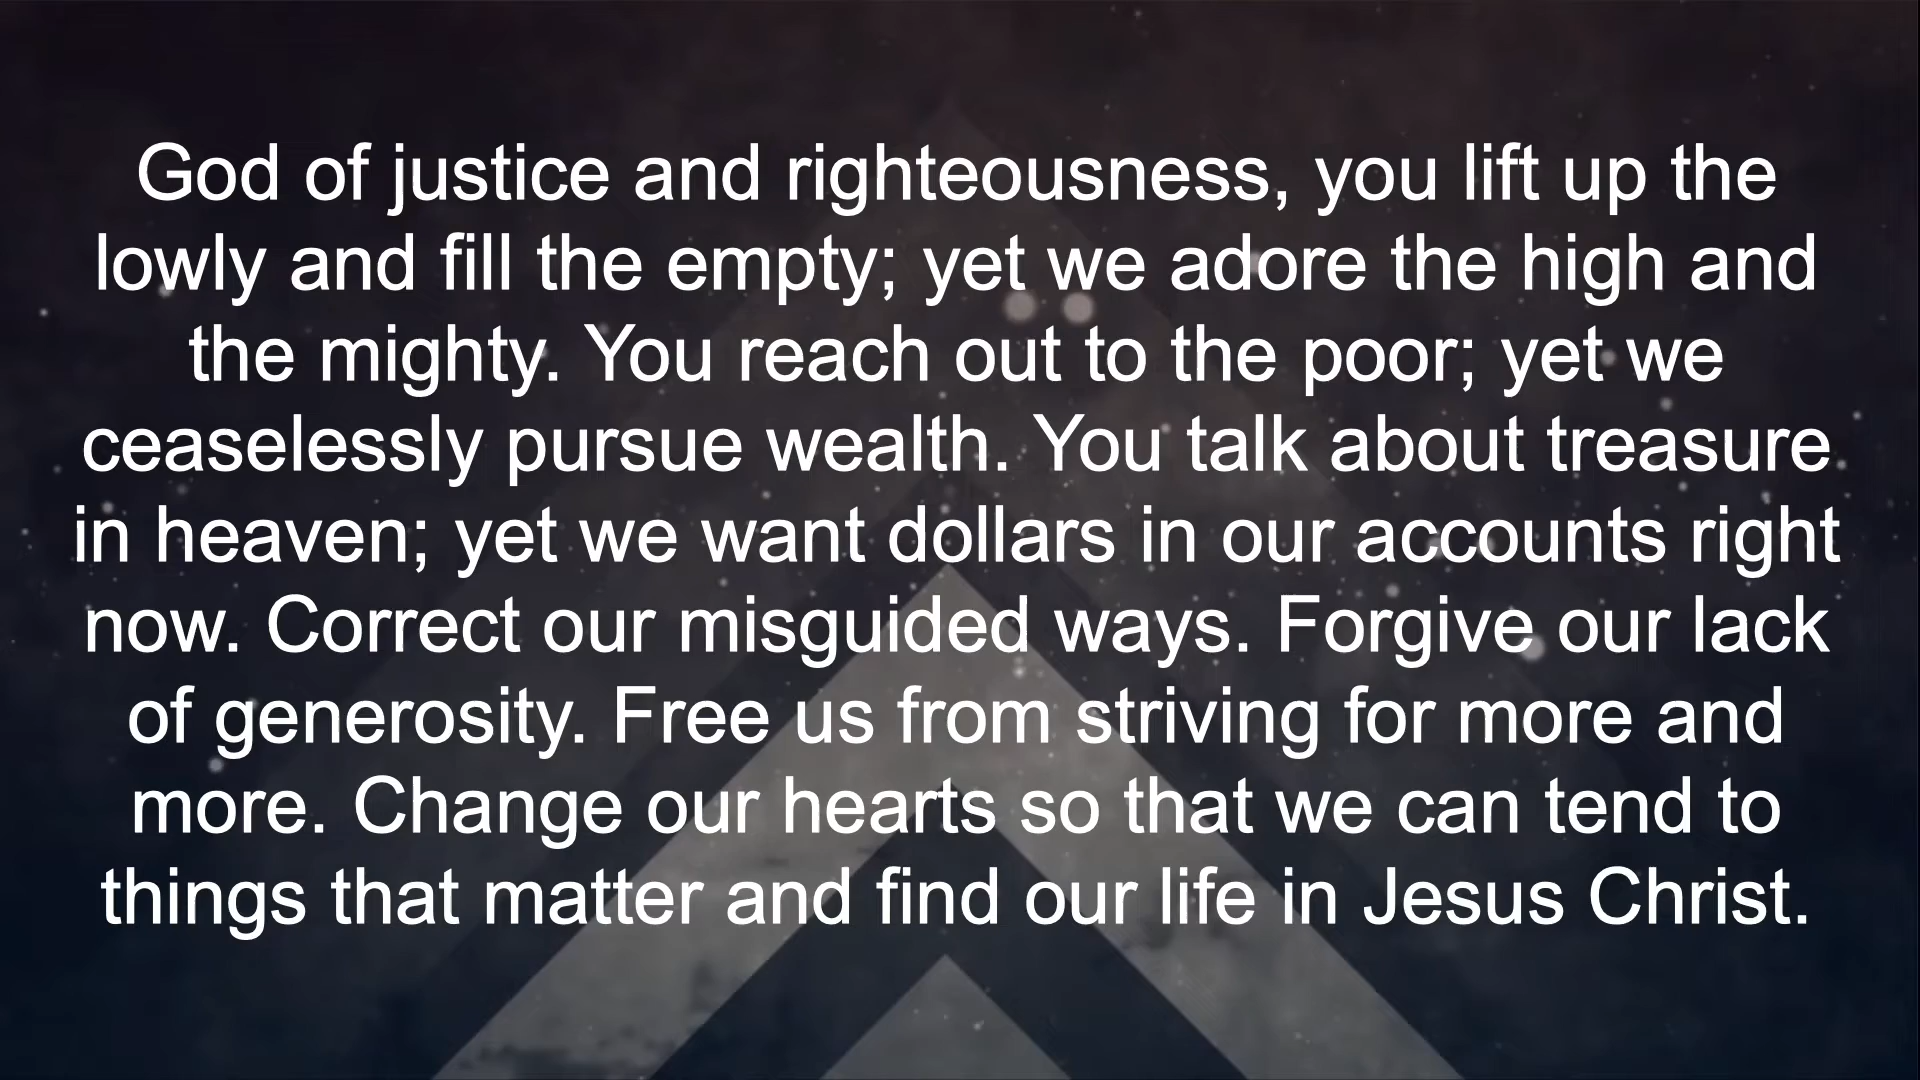 God of justice and righteousness, you lift up the
lowly and fill the empty; yet we adore the high and
the mighty. You reach out to the poor; yet we
ceaselessly pursue wealth. You talk about treasure
in heaven; yet we want dollars in our accounts right
now. Correct our misguided ways. Forgive our lack
of generosity. Free us from striving for more and
more. Change our hearts so that we can tend to
things that matter and find our life in Jesus Christ.